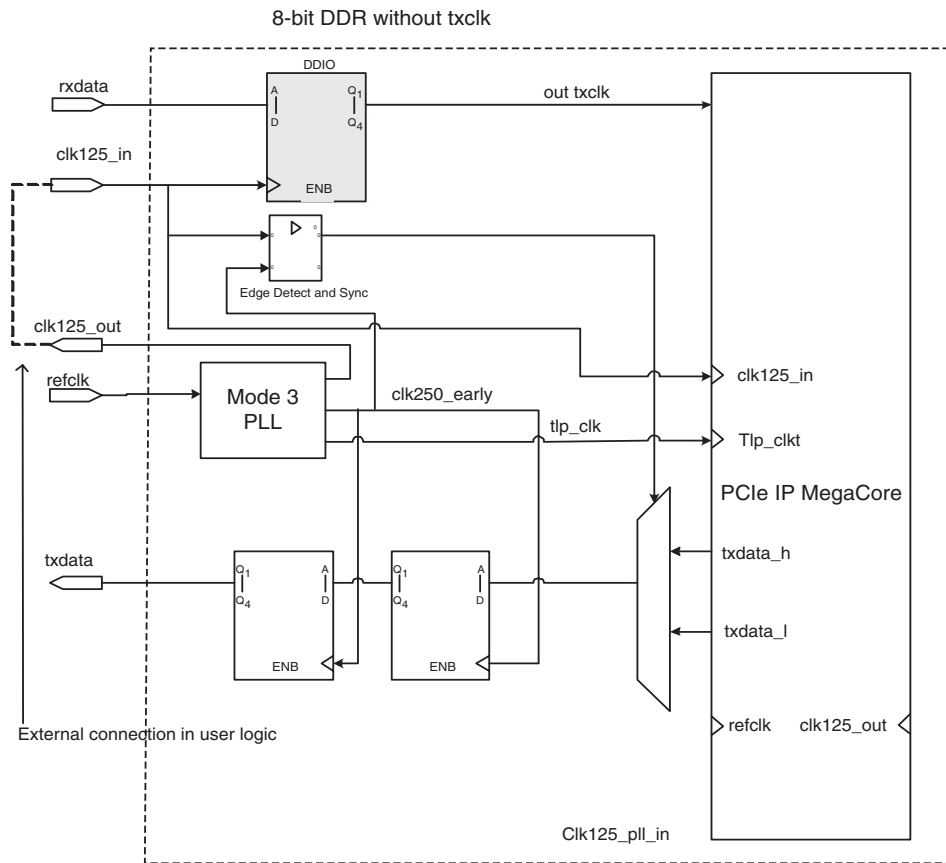 8-bit DDR without txclk
DDIO
rxdata
A
D
Q1
Q4
out txclk
clk125_in
ENB
Edge Detect and Sync
clk125_out
refclk
Mode 3
PLL
clk250_early
tlp_clk
clk125_in
Tlp_clkt
PCIe IP MegaCore
txdata
Q1
Q4
A
D
ENB
Q1
Q4
A
D
ENB
txdata_h
txdata_l
External connection in user logic
refclk
clk125_out
Clk125_pll_in